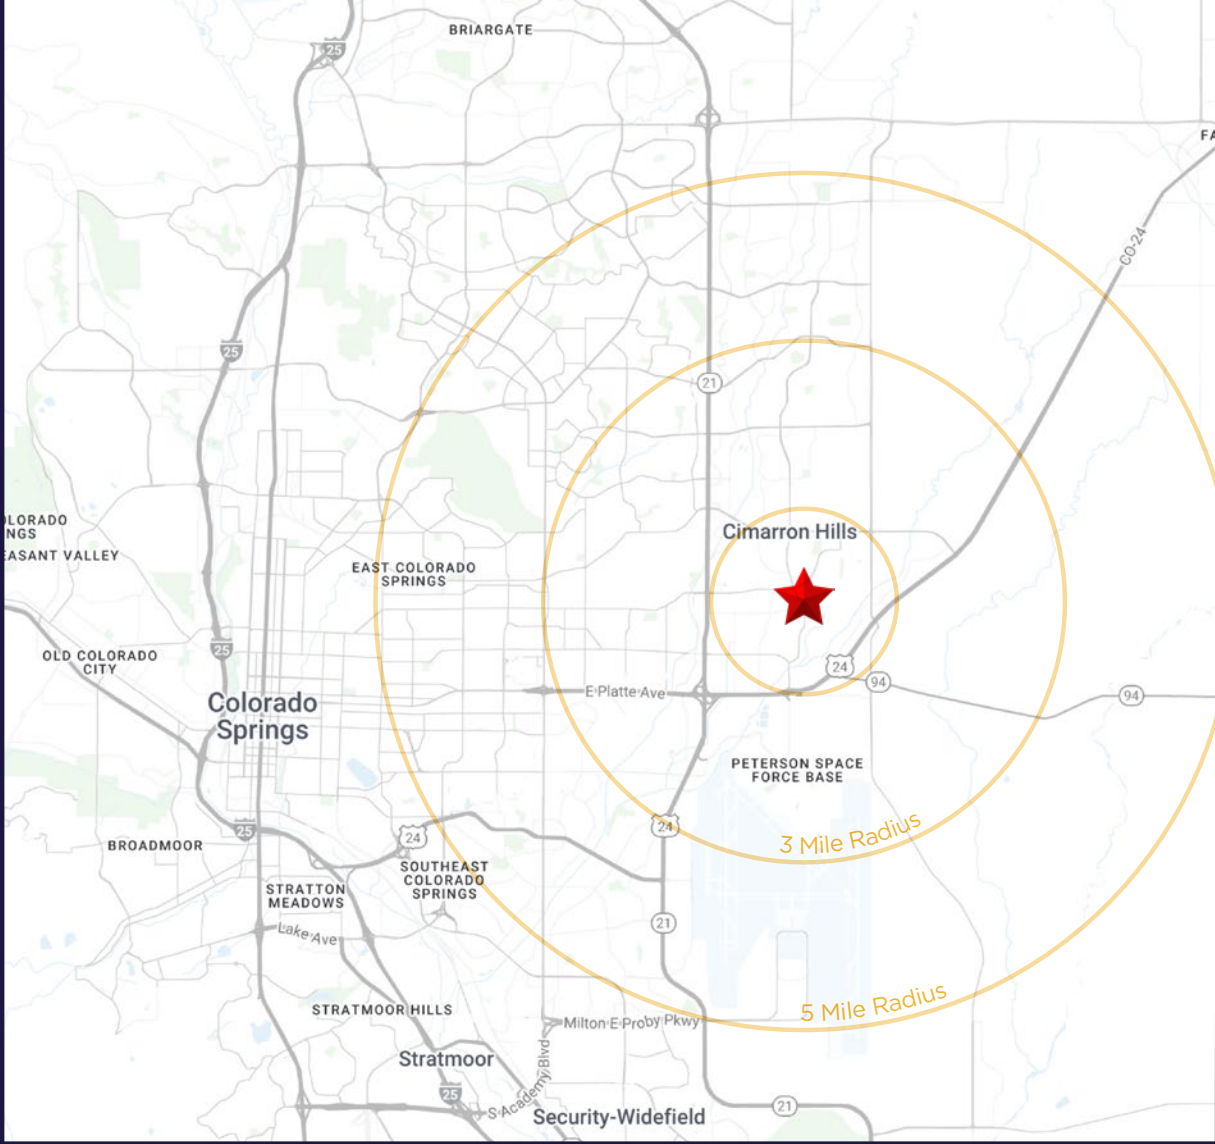 BRIARGATE
25
FA
CO-24
25
21
Cimarron Hills
OLORADO
NGS
EASANT VALLEY
EAST COLORADO
SPRINGS
25
OLD COLORADO
CITY
24
94
94
E Platte Ave
Colorado
Springs
PETERSON SPACE
FORCE BASE
24
3 Mile Radius
25
24
BROADMOOR
SOUTHEAST
COLORADO
SPRINGS
STRATTON
MEADOWS
21
Lake Ave
5 Mile Radius
STRATMOOR HILLS
Milton E Proby Pkwy
Stratmoor
S Academy Blvd
25
21
Security-Widefield